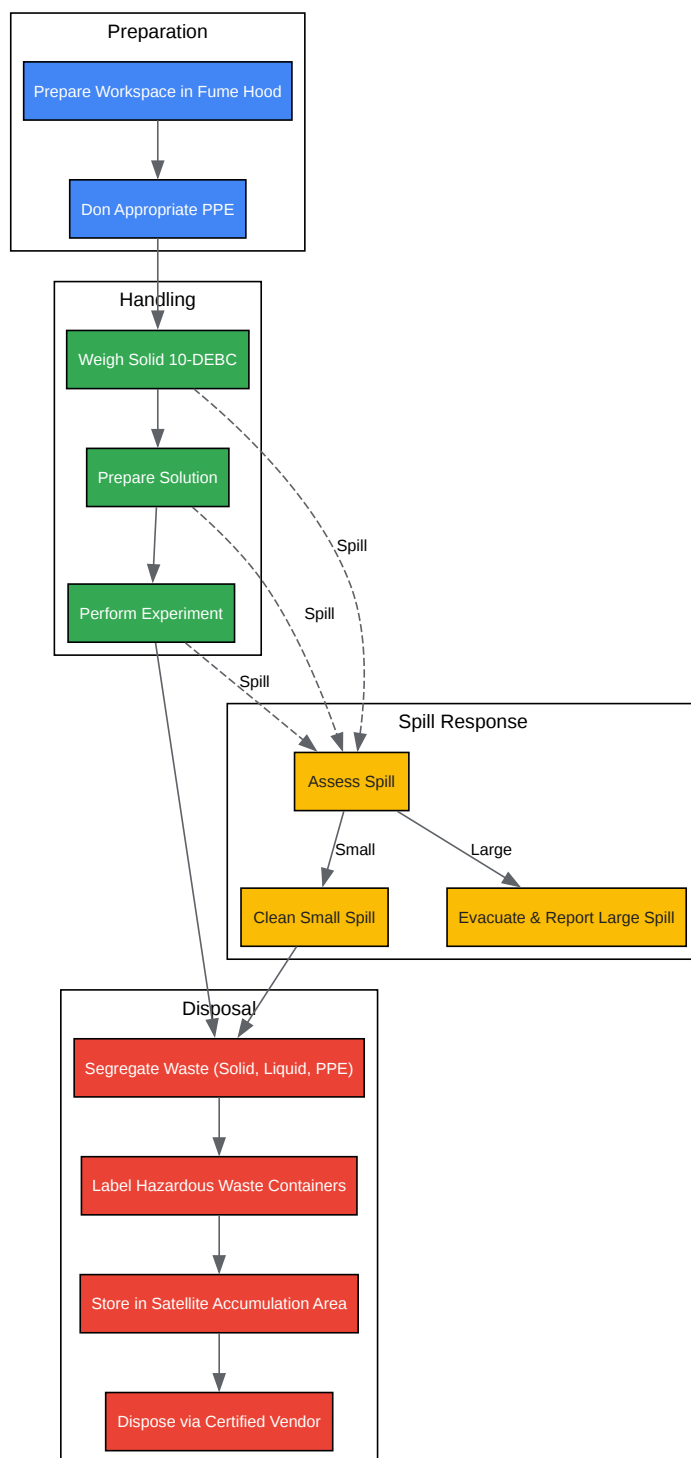 Preparation
Prepare Workspace in Fume Hood
Don Appropriate PPE
Handling
Weigh Solid 10-DEBC
Prepare Solution
Spill
Spill
Perform Experiment
Spill
Spill Response
Assess Spill
Small
Large
Clean Small Spill
Evacuate & Report Large Spill
Disposal
Segregate Waste (Solid, Liquid, PPE)
Label Hazardous Waste Containers
Store in Satellite Accumulation Area
Dispose via Certified Vendor